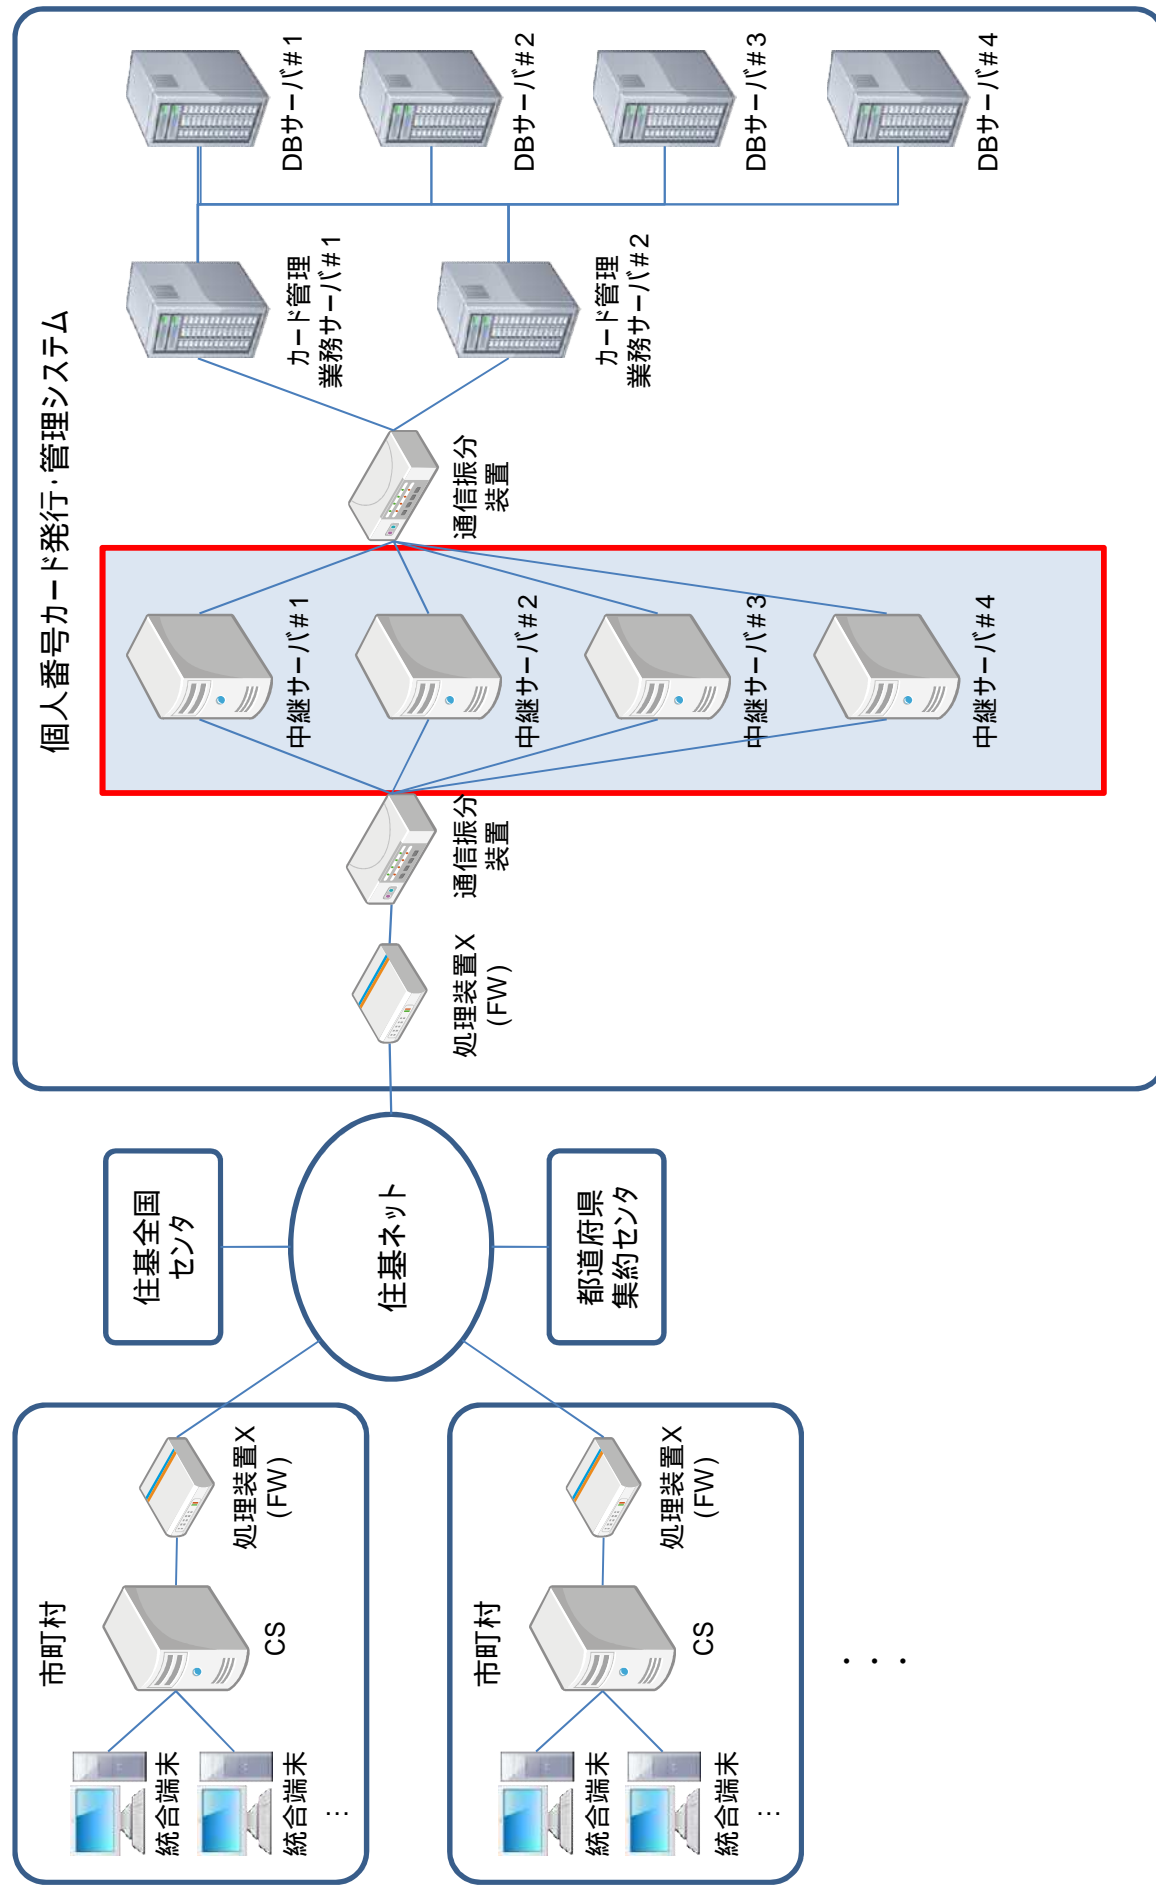 個人番号カード発行・管理システム
市町村
統合端末
統合端末
…
CS
処理装置X
(FW)
市町村
統合端末
統合端末
…
CS
処理装置X
(FW)
・・・
住基全国
センタ
住基ネット
都道府県
集約センタ
処理装置X
(FW)
通信振分
装置
中継サーバ#1
中継サーバ#2
中継サーバ#3
中継サーバ#4
通信振分
装置
カード管理
業務サーバ#1
カード管理
業務サーバ#2
DBサーバ#1
DBサーバ#2
DBサーバ#3
DBサーバ#4